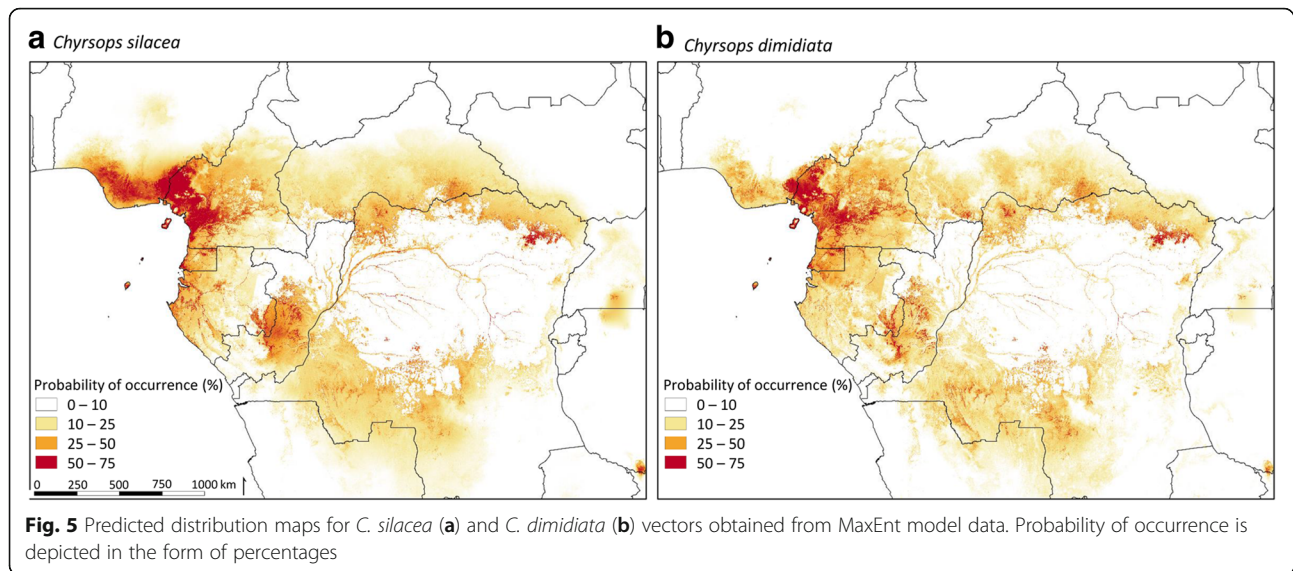 a Chyrsops silacea
b Chyrsops dimidiata
Probability of occurrence (%)
0 – 10
10 – 25
25 – 50
50 – 75
0 250 500 750 1000 km
Probability of occurrence (%)
0 – 10
10 – 25
25 – 50
50 – 75
Fig. 5 Predicted distribution maps for C. silacea (a) and C. dimidiata (b) vectors obtained from MaxEnt model data. Probability of occurrence is
depicted in the form of percentages